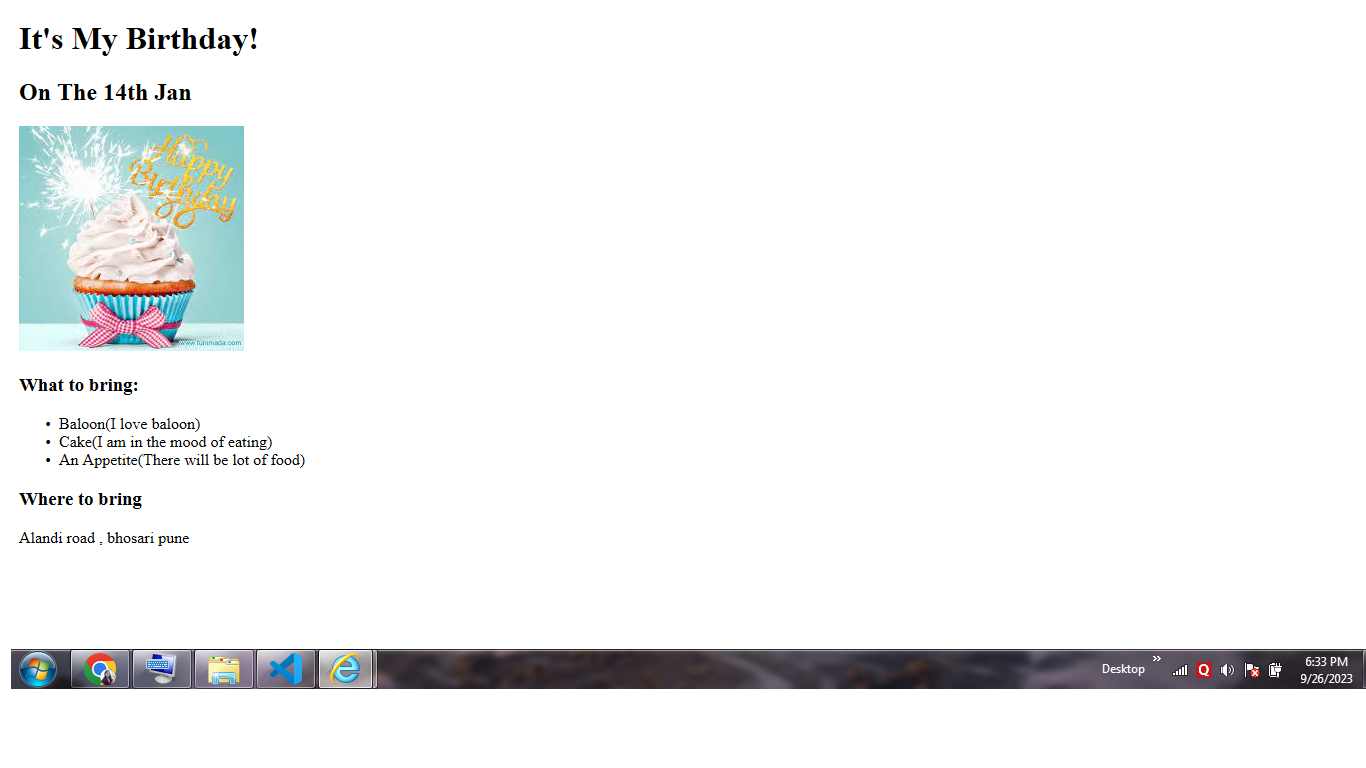 It's My Birthday!
On The 14th Jan
Happy
Birthday
www.funimada.com
What to bring:
• Baloon(I love baloon)
• Cake(I am in the mood of eating)
• An Appetite(There will be lot of food)
Where to bring
Alandi road , bhosari pune
Desktop »
6:33 PM
9/26/2023